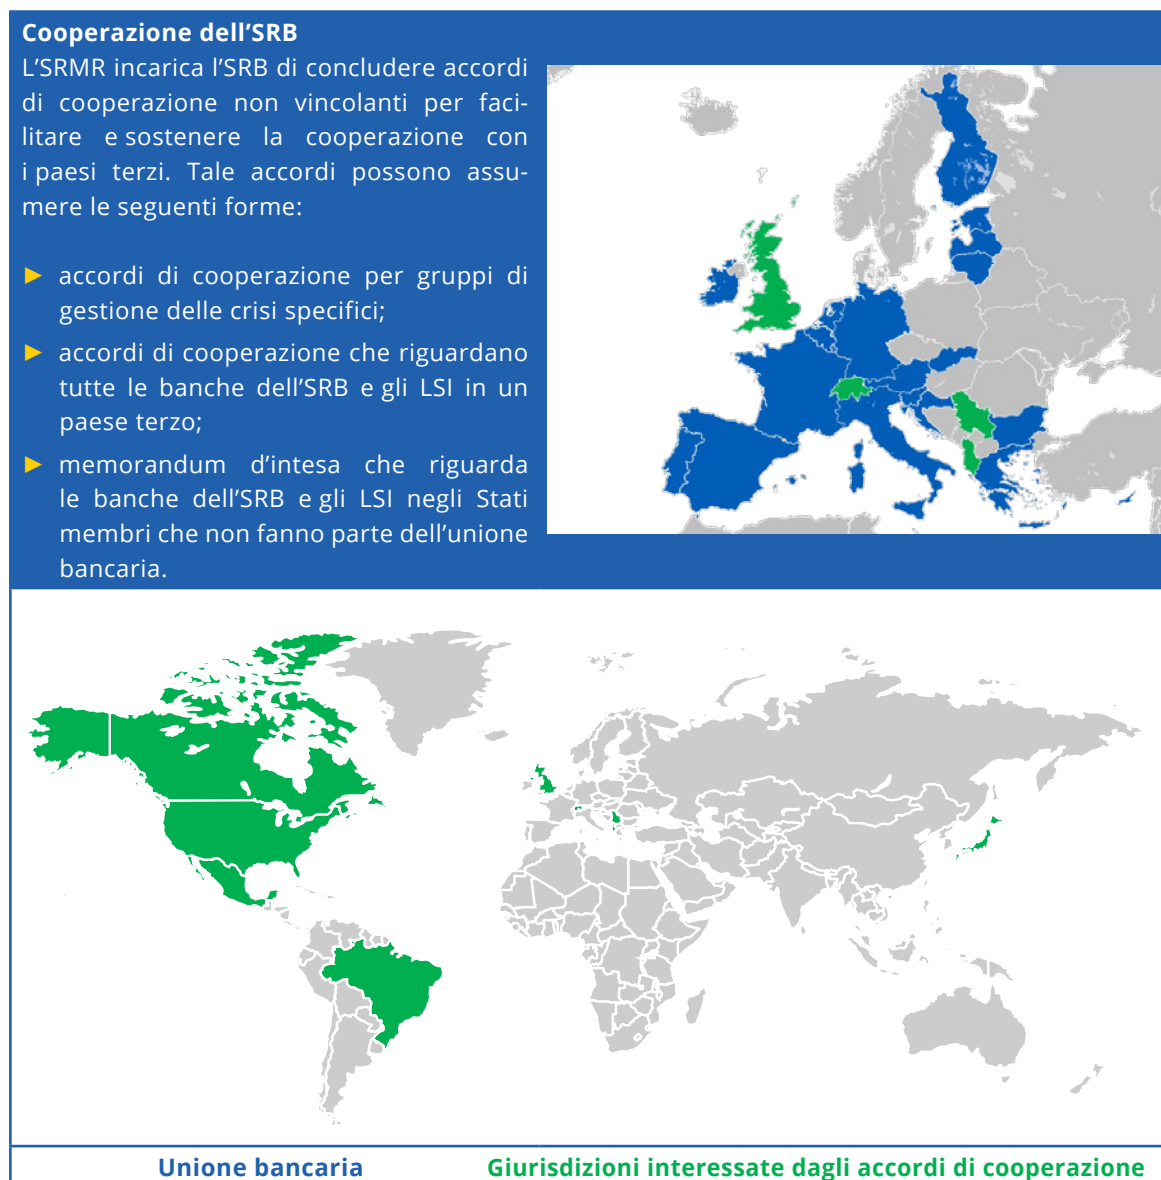 Cooperazione dell’SRB
L’SRMR incarica l’SRB di concludere accordi
di cooperazione non vincolanti per faci-
litare e sostenere la cooperazione con
i paesi terzi. Tale accordi possono assu-
mere le seguenti forme:
► accordi di cooperazione per gruppi di
gestione delle crisi specifici;
► accordi di cooperazione che riguardano
tutte le banche dell’SRB e gli LSI in un
paese terzo;
► memorandum d’intesa che riguarda
le banche dell’SRB e gli LSI negli Stati
membri che non fanno parte dell’unione
bancaria.
Unione bancaria
Giurisdizioni interessate dagli accordi di cooperazione